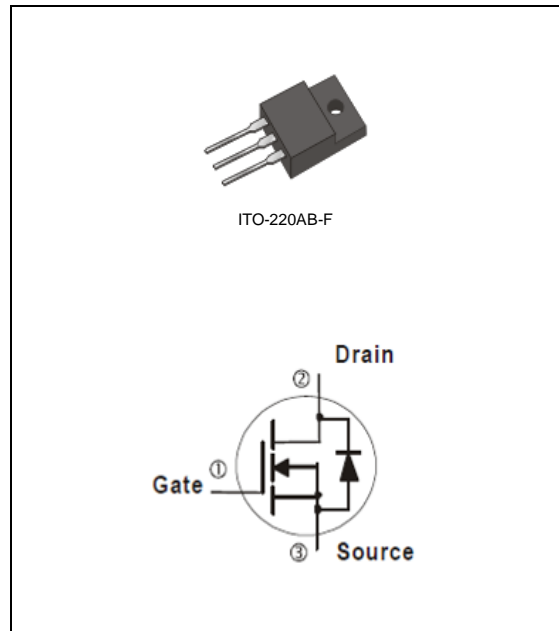 ITO-220AB-F
Drain
②
①
Gate
③
Source